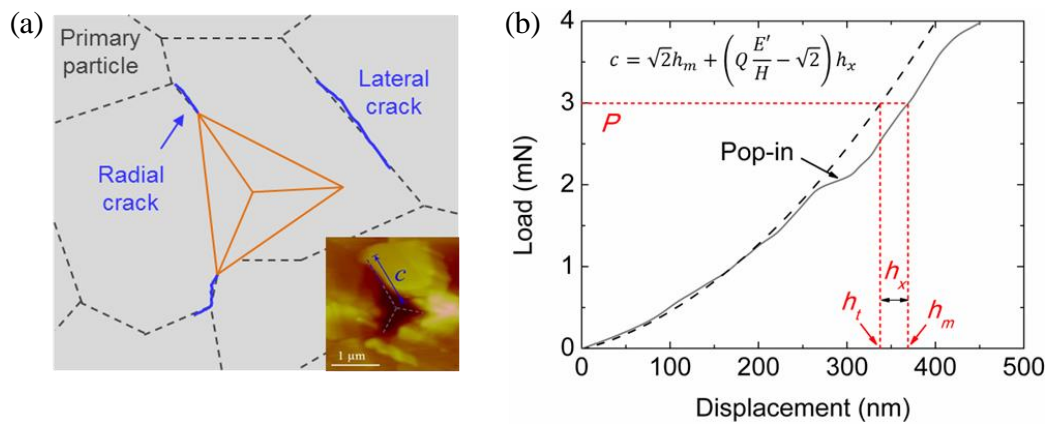 (a)
Primary
particle
Lateral
crack
Radial
crack
c
1 μm
(b)
c = √2h_m + (Q E′/H − √2) h_x
P
Pop-in
h_x
h_t
h_m
Load (mN)
4
3
2
1
0
0 100 200 300 400 500
Displacement (nm)